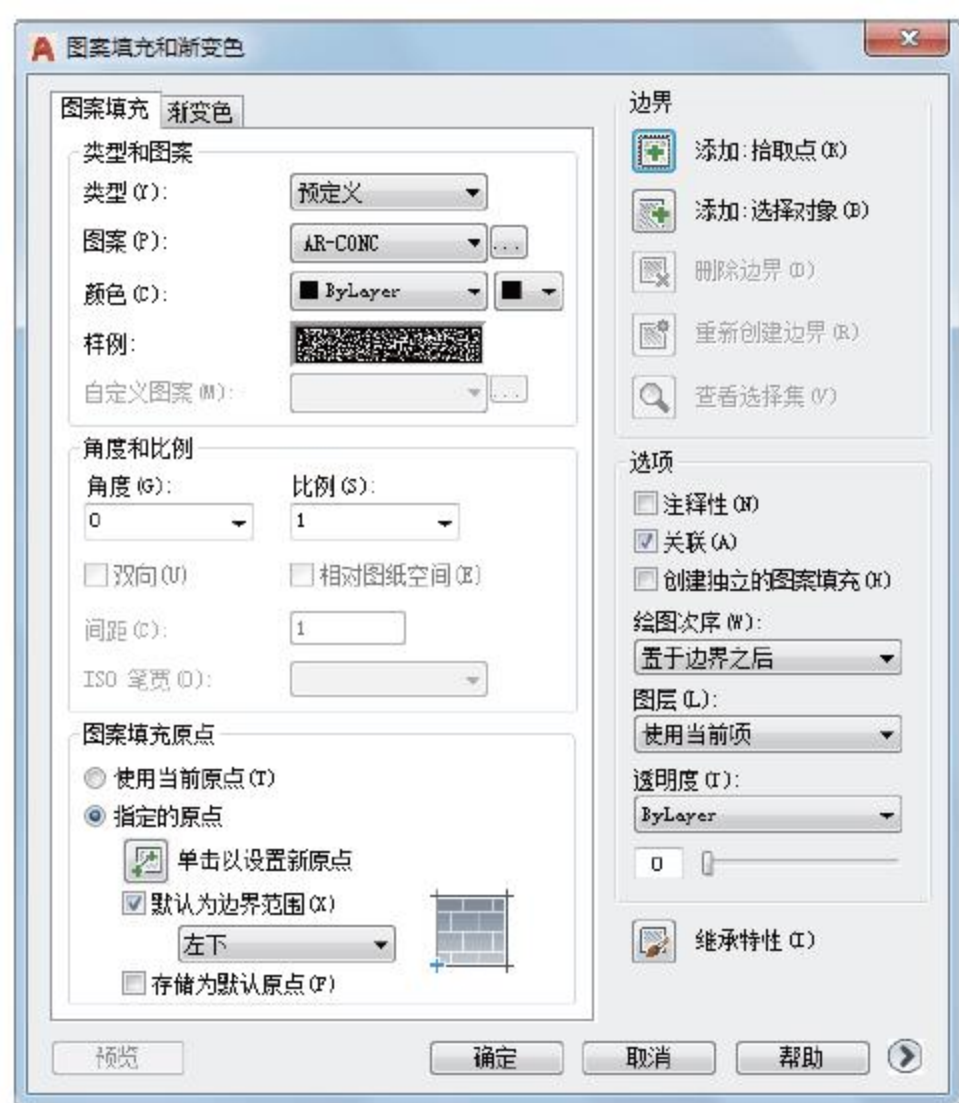 图案填充和渐变色
图案填充 渐变色
类型和图案
类型(Y): 预定义
图案(P): AR-CONC ...
颜色(C): ByLayer
样例:
自定义图案(M): ...
角度和比例
角度(G): 比例(S):
0 1
双向(U) 相对图纸空间(E)
间距(C): 1
ISO 笔宽(O):
图案填充原点
使用当前原点(T)
指定的原点
单击以设置新原点
默认为边界范围(X)
左下
存储为默认原点(F)
边界
添加:拾取点(K)
添加:选择对象(B)
删除边界(D)
重新创建边界(R)
查看选择集(V)
选项
注释性(N)
关联(A)
创建独立的图案填充(H)
绘图次序(W):
置于边界之后
图层(L):
使用当前项
透明度(T):
ByLayer
0
继承特性(I)
预览 确定 取消 帮助